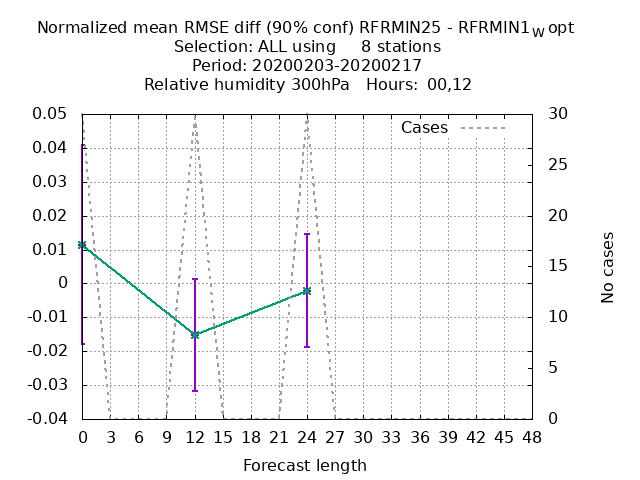 Normalized mean RMSE diff (90% conf) RFRMIN25 - RFRMIN1wopt
Selection: ALL using 8 stations
Period: 20200203-20200217
Relative humidity 300hPa Hours: 00,12
Cases
0.05
0.04
0.03
0.02
0.01
0
-0.01
-0.02
-0.03
-0.04
30
25
20
15
10
5
0
No cases
0 3 6 9 12 15 18 21 24 27 30 33 36 39 42 45 48
Forecast length